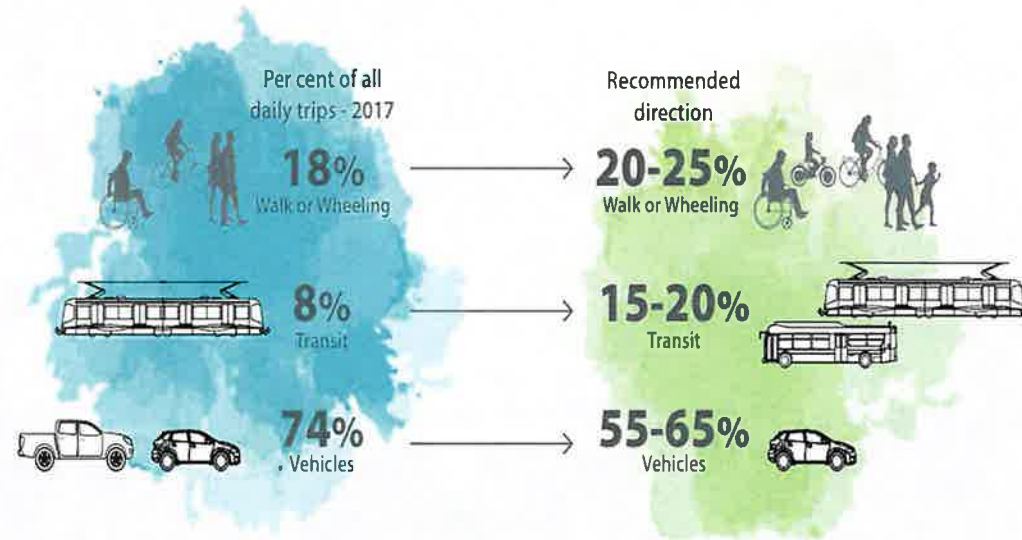 Per cent of all
daily trips - 2017
18%
Walk or Wheeling
8%
Transit
74%
. Vehicles
Recommended
direction
20-25%
Walk or Wheeling
15-20%
Transit
55-65%
Vehicles